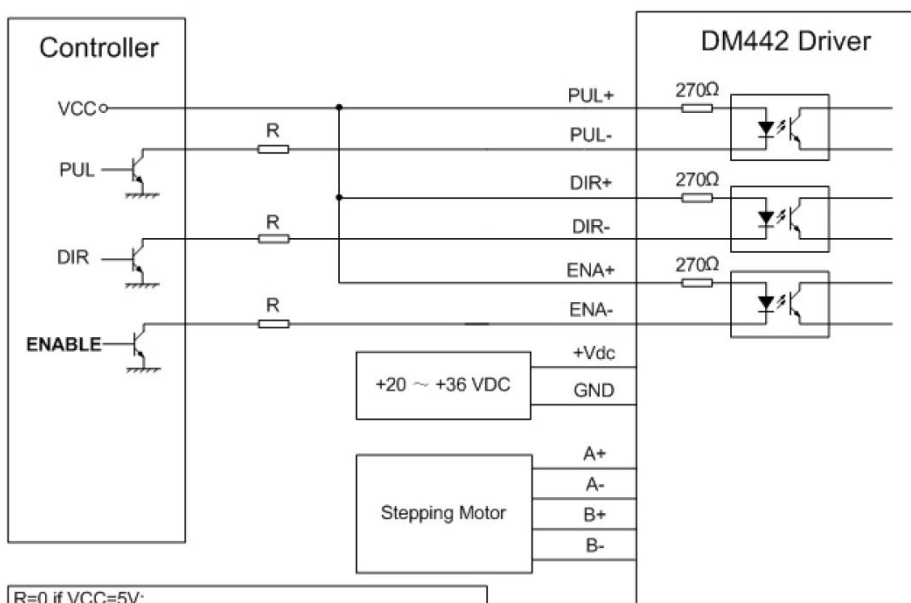 Controller
DM442 Driver
VCC
PUL+
270Ω
R
PUL-
PUL
DIR+
270Ω
R
DIR-
DIR
ENA+
270Ω
R
ENA-
ENABLE
+Vdc
+20 ～ +36 VDC
GND
A+
A-
Stepping Motor
B+
B-
R=0 if VCC=5V;